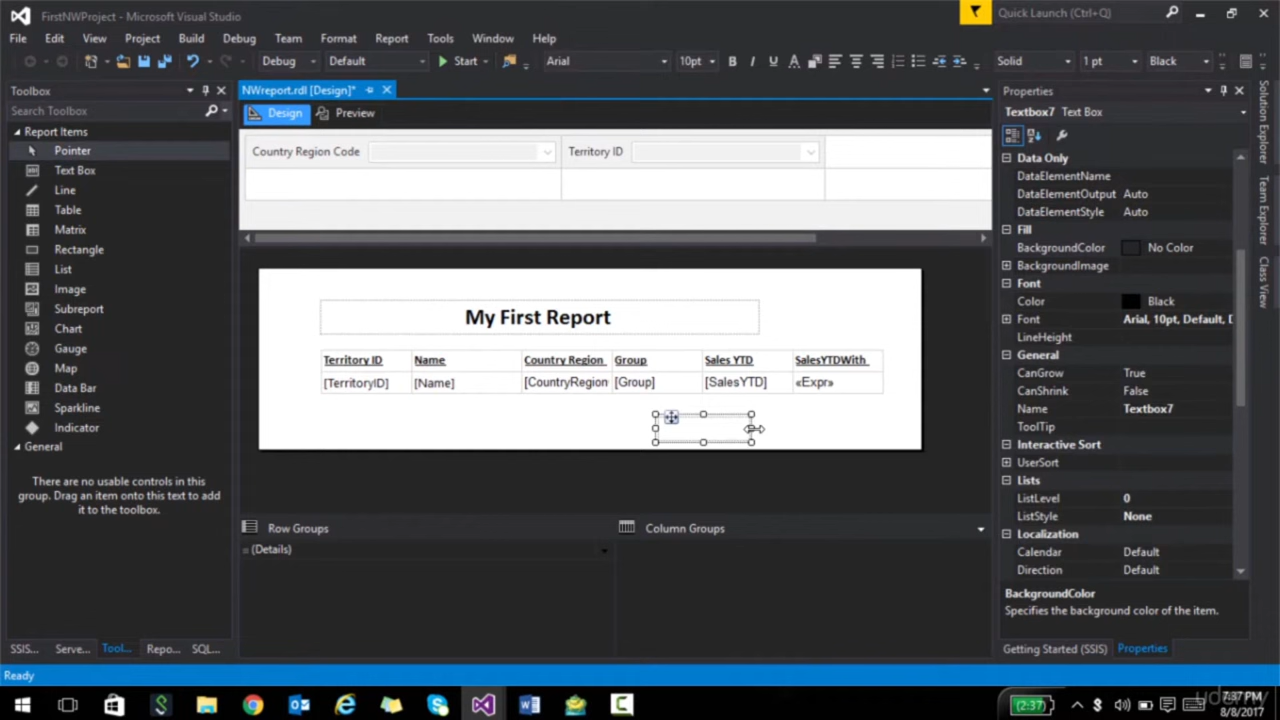 FirstNWProject - Microsoft Visual Studio
Quick Launch (Ctrl+Q)
File Edit View Project Build Debug Team Format Report Tools Window Help
Debug Default Start Arial 10pt B I U A Solid 1 pt Black
Toolbox
Search Toolbox
Report Items
Pointer
Text Box
Line
Table
Matrix
Rectangle
List
Image
Subreport
Chart
Gauge
Map
Data Bar
Sparkline
Indicator
General
There are no usable controls in this
group. Drag an item onto this text to add
it to the toolbox.
SSIS... Serve... Tool... Repo... SQL...
NWreport.rdl [Design]*
Design Preview
Country Region Code Territory ID
My First Report
Territory ID Name Country Region Group Sales YTD SalesYTDWith
[TerritoryID] [Name] [CountryRegion [Group] [SalesYTD] «Expr»
Row Groups Column Groups
(Details)
Properties
Textbox7 Text Box
Data Only
DataElementName
DataElementOutput Auto
DataElementStyle Auto
Fill
BackgroundColor No Color
BackgroundImage
Font
Color Black
Font Arial, 10pt, Default, D
LineHeight
General
CanGrow True
CanShrink False
Name Textbox7
ToolTip
Interactive Sort
UserSort
Lists
ListLevel 0
ListStyle None
Localization
Calendar Default
Direction Default
BackgroundColor
Specifies the background color of the item.
Getting Started (SSIS) Properties
Solution Explorer
Team Explorer
Class View
Ready
(2:37)
7:37 PM
8/8/2017
udemy